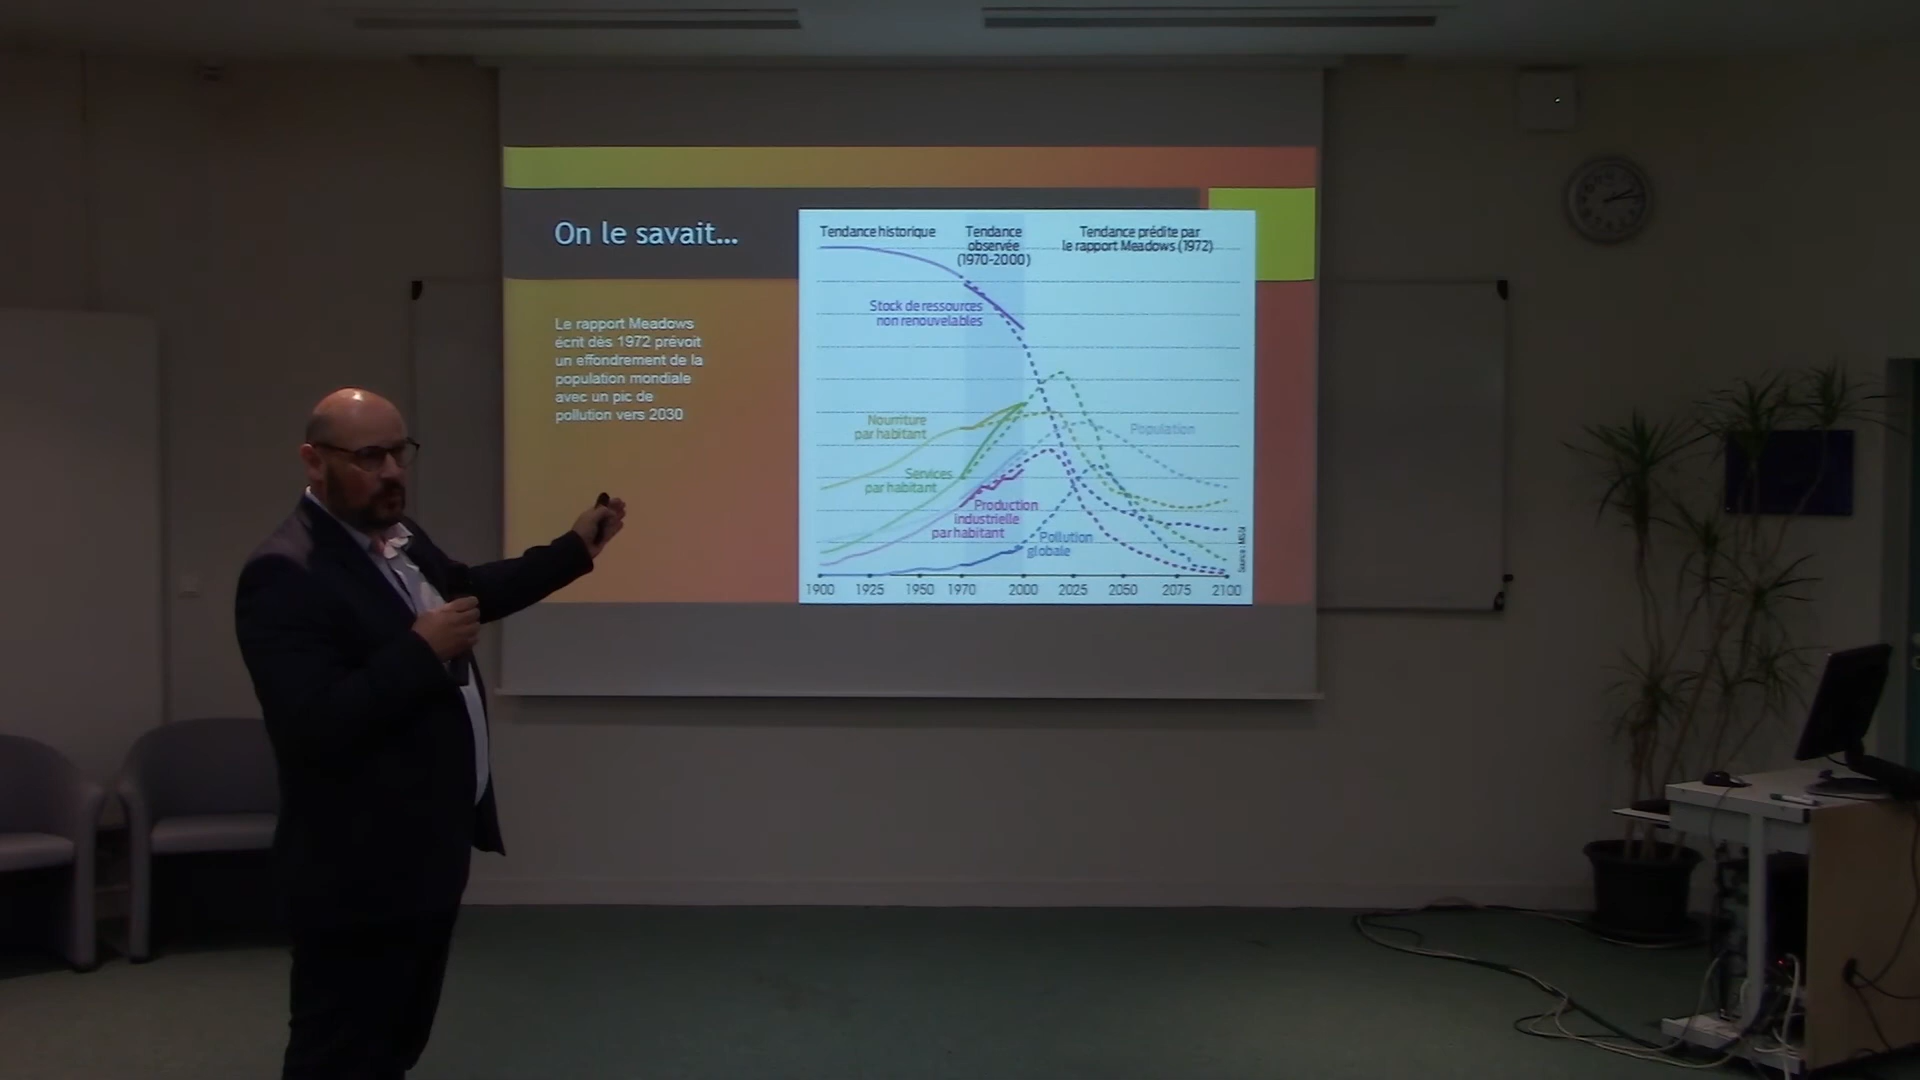 On le savait...
Le rapport Meadows
écrit dès 1972 prévoit
un effondrement de la
population mondiale
avec un pic de
pollution vers 2030
Tendance historique
Tendance
observée
(1970-2000)
Tendance prédite par
le rapport Meadows (1972)
Stock de ressources
non renouvelables
Nourriture
par habitant
Population
Services
par habitant
Production
industrielle
par habitant
Pollution
globale
1900 1925 1950 1970 2000 2025 2050 2075 2100